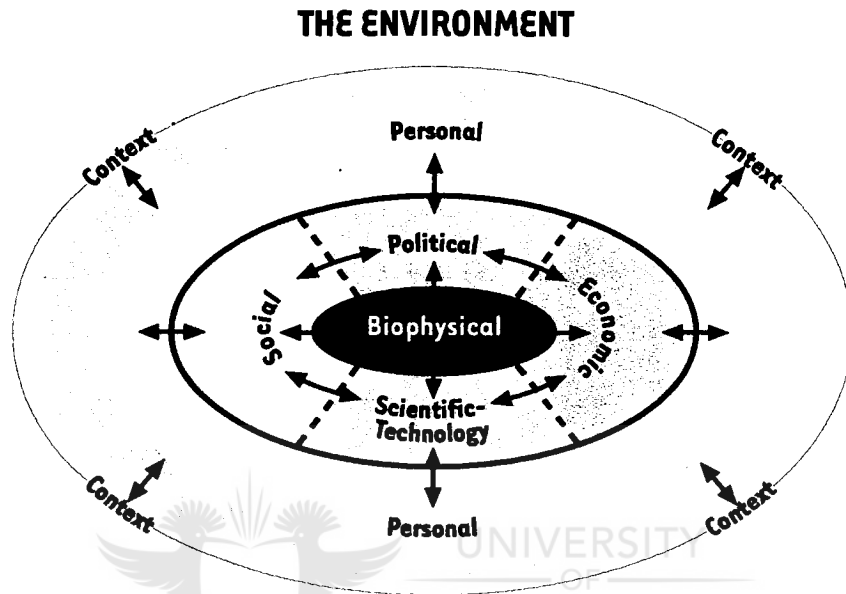 THE ENVIRONMENT
Context
Personal
Context
Political
Social
Biophysical
Economic
Scientific-
Technology
Context
Personal
Context
UNIVERSITY
OF